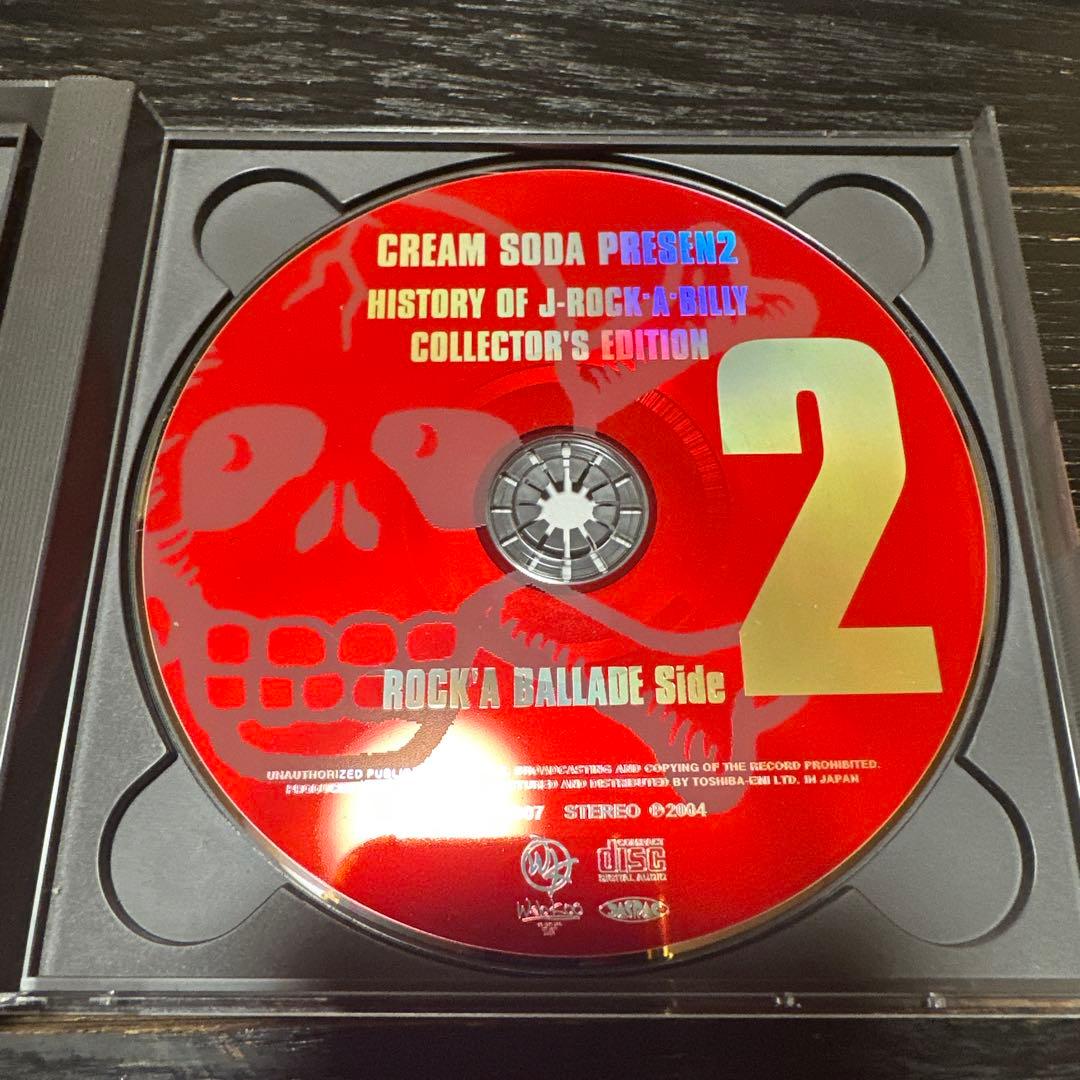 CREAM SODA PRESEN2
HISTORY OF J-ROCK·A·BILLY
COLLECTOR'S EDITION
2
ROCK'A BALLADE Side
UNAUTHORIZED BROADCASTING AND COPYING OF THE RECORD PROHIBITED.
AND DISTRIBUTED BY TOSHIBA-EMI LTD. IN JAPAN
STEREO ℗2004
COMPACT
disc
DIGITAL AUDIO
JASRAC